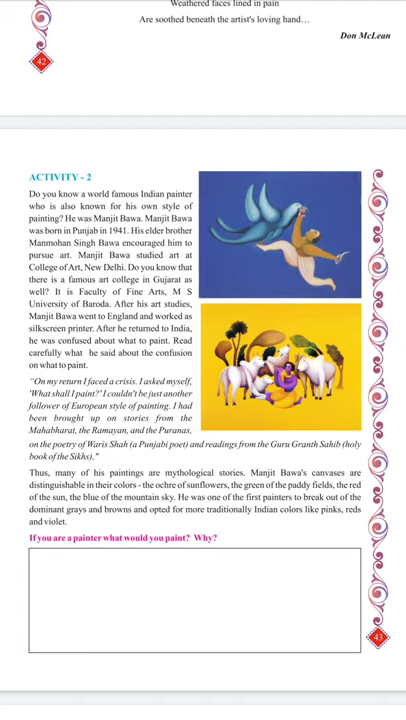 Weathered faces lined in pain
Are soothed beneath the artist's loving hand…
Don McLean
42
ACTIVITY - 2
Do you know a world famous Indian painter
who is also known for his own style of
painting? He was Manjit Bawa. Manjit Bawa
was born in Punjab in 1941. His elder brother
Manmohan Singh Bawa encouraged him to
pursue art. Manjit Bawa studied art at
College of Art, New Delhi. Do you know that
there is a famous art college in Gujarat as
well? It is Faculty of Fine Arts, M S
University of Baroda. After his art studies,
Manjit Bawa went to England and worked as
silkscreen printer. After he returned to India,
he was confused about what to paint. Read
carefully what he said about the confusion
on what to paint.
"On my return I faced a crisis. I asked myself,
'What shall I paint?' I couldn't be just another
follower of European style of painting. I had
been brought up on stories from the
Mahabharat, the Ramayan, and the Puranas,
on the poetry of Waris Shah (a Punjabi poet) and readings from the Guru Granth Sahib (holy
book of the Sikhs),"
Thus, many of his paintings are mythological stories. Manjit Bawa's canvases are
distinguishable in their colors - the ochre of sunflowers, the green of the paddy fields, the red
of the sun, the blue of the mountain sky. He was one of the first painters to break out of the
dominant grays and browns and opted for more traditionally Indian colors like pinks, reds
and violet.
If you are a painter what would you paint? Why?
43